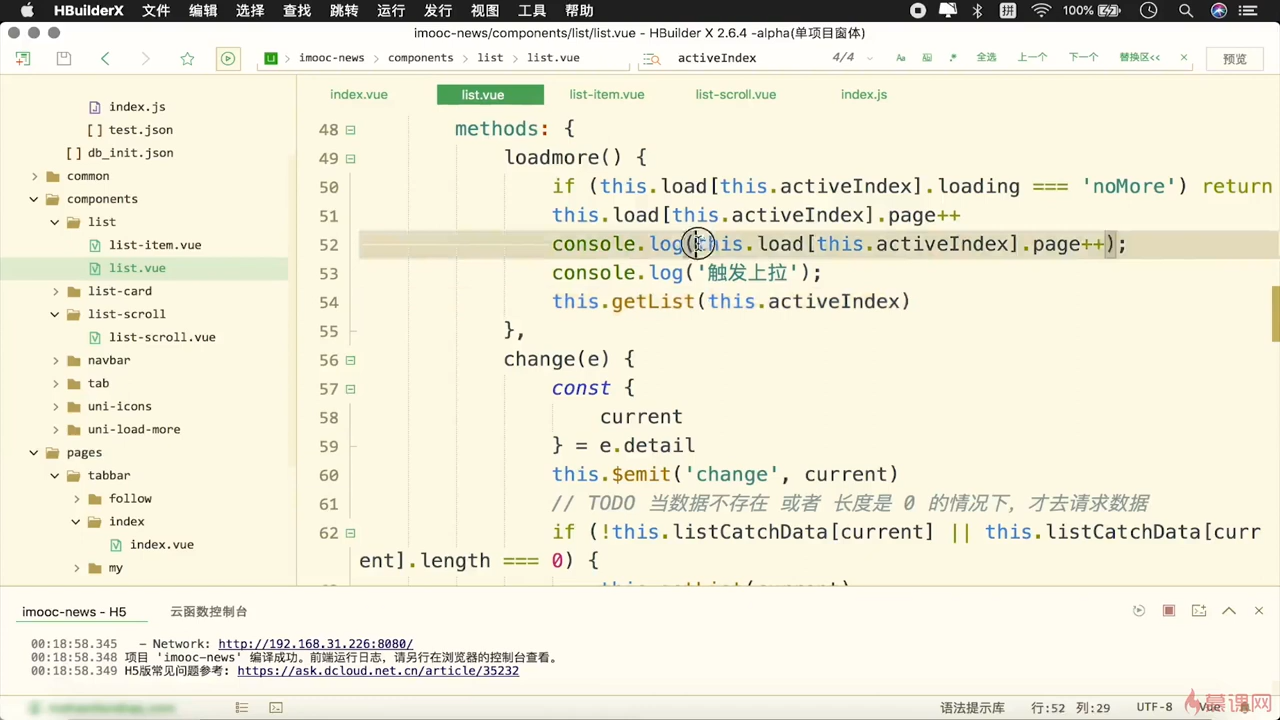 HBuilderX 文件 编辑 选择 查找 跳转 运行 发行 视图 工具 帮助 拼 100%
imooc-news/components/list/list.vue - HBuilder X 2.6.4 -alpha(单项目窗体)
imooc-news components list list.vue activeIndex 4/4 Aa 全选 上一个 下一个 替换区<< 预览
index.vue list.vue list-item.vue list-scroll.vue index.js
index.js
[ ] test.json
[ ] db_init.json
common
components
list
list-item.vue
list.vue
list-card
list-scroll
list-scroll.vue
navbar
tab
uni-icons
uni-load-more
pages
tabbar
follow
index
index.vue
my
48 methods: {
49 loadmore() {
50 if (this.load[this.activeIndex].loading === 'noMore') return
51 this.load[this.activeIndex].page++
52 console.log(this.load[this.activeIndex].page++);
53 console.log('触发上拉');
54 this.getList(this.activeIndex)
55 },
56 change(e) {
57 const {
58 current
59 } = e.detail
60 this.$emit('change', current)
61 // TODO 当数据不存在 或者 长度是 0 的情况下，才去请求数据
62 if (!this.listCatchData[current] || this.listCatchData[curr
ent].length === 0) {
imooc-news - H5 云函数控制台
00:18:58.345 - Network: http://192.168.31.226:8080/
00:18:58.348 项目 'imooc-news' 编译成功。前端运行日志，请另行在浏览器的控制台查看。
00:18:58.349 H5版常见问题参考: https://ask.dcloud.net.cn/article/35232
语法提示库 行:52 列:29 UTF-8 Vue
慕课网